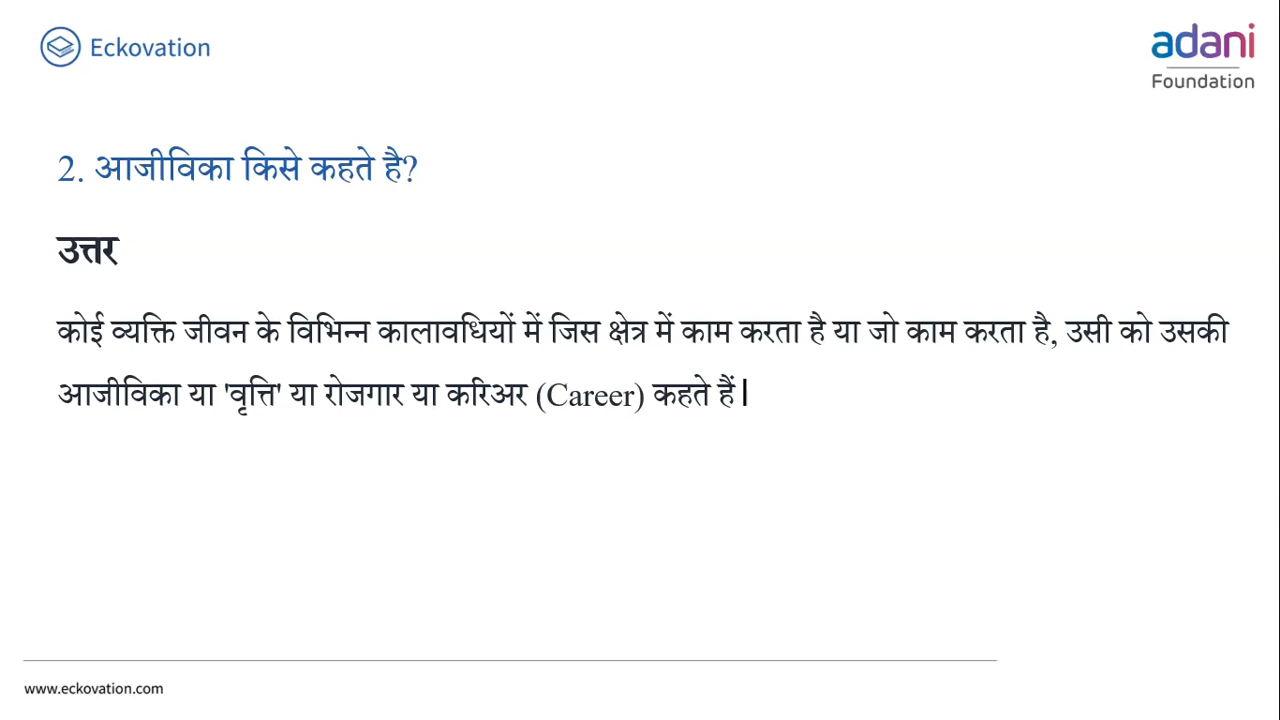 Eckovation
adani
Foundation
2. आजीविका किसे कहते है?
उत्तर
कोई व्यक्ति जीवन के विभिन्न कालावधियों में जिस क्षेत्र में काम करता है या जो काम करता है, उसी को उसकी
आजीविका या 'वृत्ति' या रोजगार या करिअर (Career) कहते हैं |
www.eckovation.com